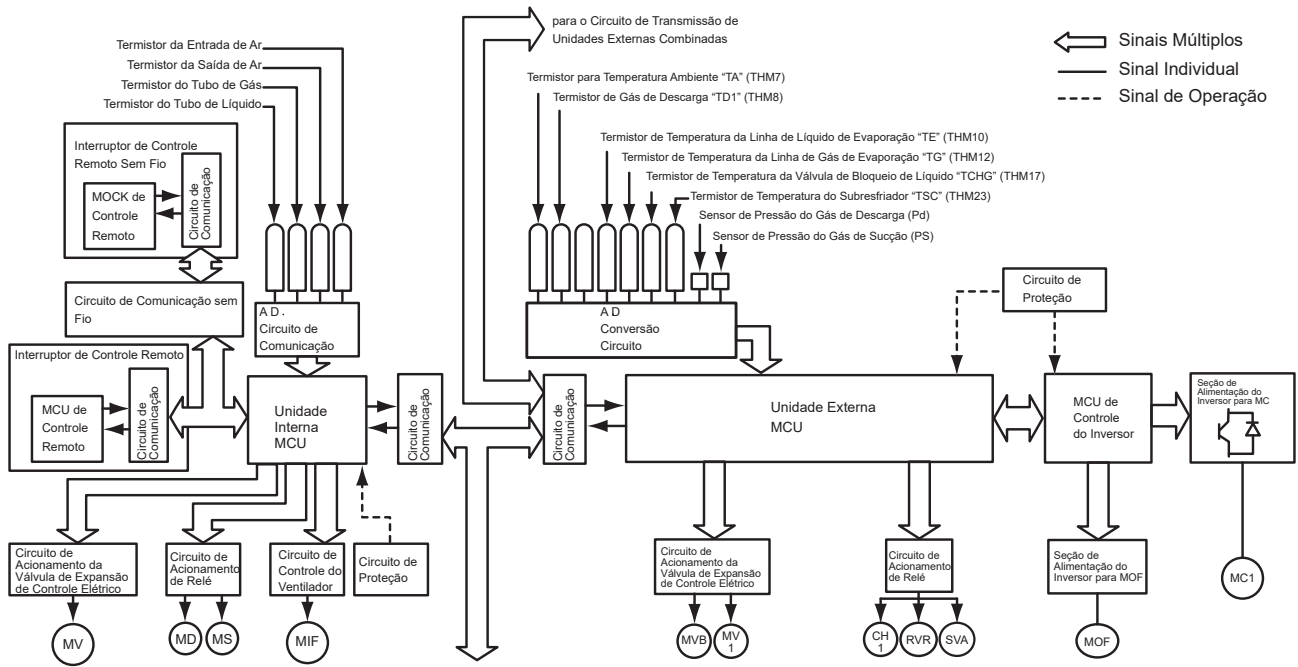 para o Circuito de Transmissão de
Unidades Externas Combinadas
Sinais Múltiplos
Sinal Individual
Sinal de Operação
Termistor da Entrada de Ar
Termistor da Saída de Ar
Termistor do Tubo de Gás
Termistor do Tubo de Líquido
Termistor para Temperatura Ambiente “TA” (THM7)
Termistor de Gás de Descarga “TD1” (THM8)
Termistor de Temperatura da Linha de Líquido de Evaporação “TE” (THM10)
Termistor de Temperatura da Linha de Gás de Evaporação “TG” (THM12)
Termistor de Temperatura da Válvula de Bloqueio de Líquido “TCHG” (THM17)
Termistor de Temperatura do Subresfriador “TSC” (THM23)
Sensor de Pressão do Gás de Descarga (Pd)
Sensor de Pressão do Gás de Sucção (PS)
Interruptor de Controle
Remoto Sem Fio
MOCK de
Controle
Remoto
Circuito de
Comunicação
Circuito de Comunicação sem
Fio
A D.
Circuito de
Comunicação
A D
Conversão
Circuito
Circuito de
Proteção
Interruptor de Controle Remoto
MCU de
Controle
Remoto
Circuito de
Comunicação
Unidade
Interna
MCU
Circuito de
Comunicação
Circuito de
Comunicação
Unidade Externa
MCU
MCU de
Controle
do Inversor
Seção de
Alimentação do
Inversor para MC
Circuito de
Acionamento da
Válvula de Expansão
de Controle Elétrico
Circuito de
Acionamento
de Relé
Circuito de
Controle do
Ventilador
Circuito de
Proteção
Circuito de
Acionamento da
Válvula de Expansão
de Controle Elétrico
Circuito de
Acionamento
de Relé
Seção de
Alimentação do
Inversor para MOF
MV
MD
MS
MIF
MVB
MV
1
CH
1
RVR
SVA
MOF
MC1